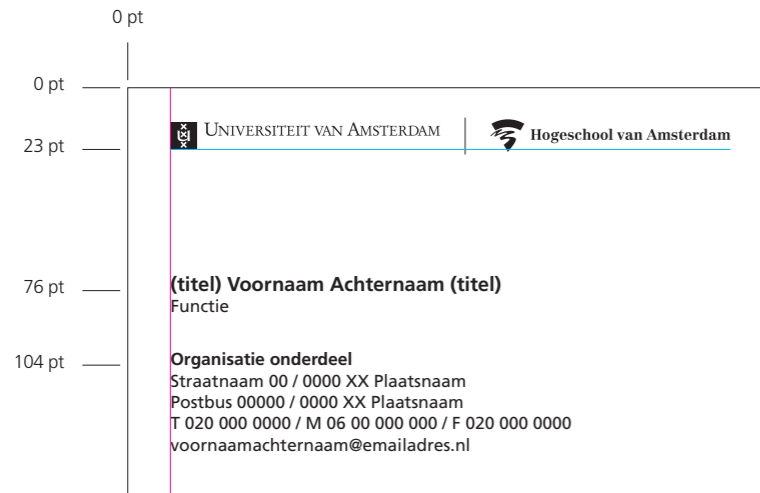 0 pt
0 pt
UNIVERSITEIT VAN AMSTERDAM
Hogeschool van Amsterdam
23 pt
76 pt
(titel) Voornaam Achternaam (titel)
Functie
104 pt
Organisatie onderdeel
Straatnaam 00 / 0000 XX Plaatsnaam
Postbus 00000 / 0000 XX Plaatsnaam
T 020 000 0000 / M 06 00 000 000 / F 020 000 0000
voornaamachternaam@emailadres.nl